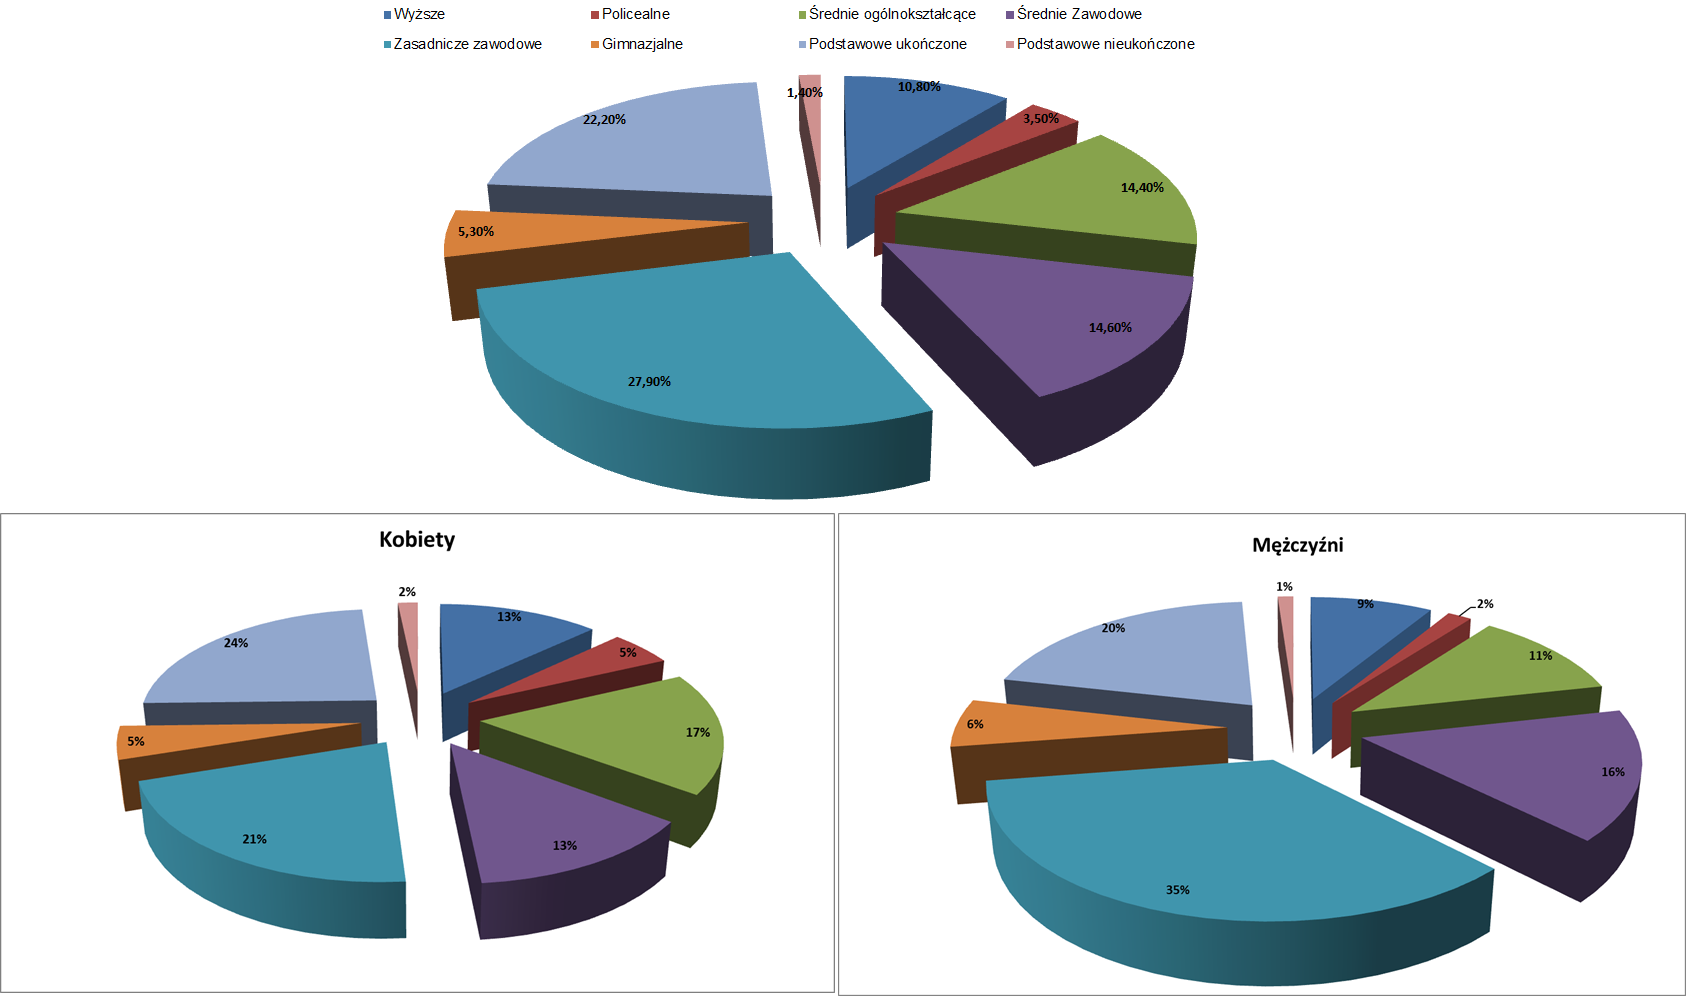 Wyższe
Policealne
Średnie ogólnokształcące
Średnie Zawodowe
Zasadnicze zawodowe
Gimnazjalne
Podstawowe ukończone
Podstawowe nieukończone
1,40%
10,80%
3,50%
22,20%
14,40%
5,30%
14,60%
27,90%
Kobiety
2%
13%
5%
24%
17%
5%
21%
13%
Mężczyźni
1%
9%
2%
20%
11%
6%
16%
35%